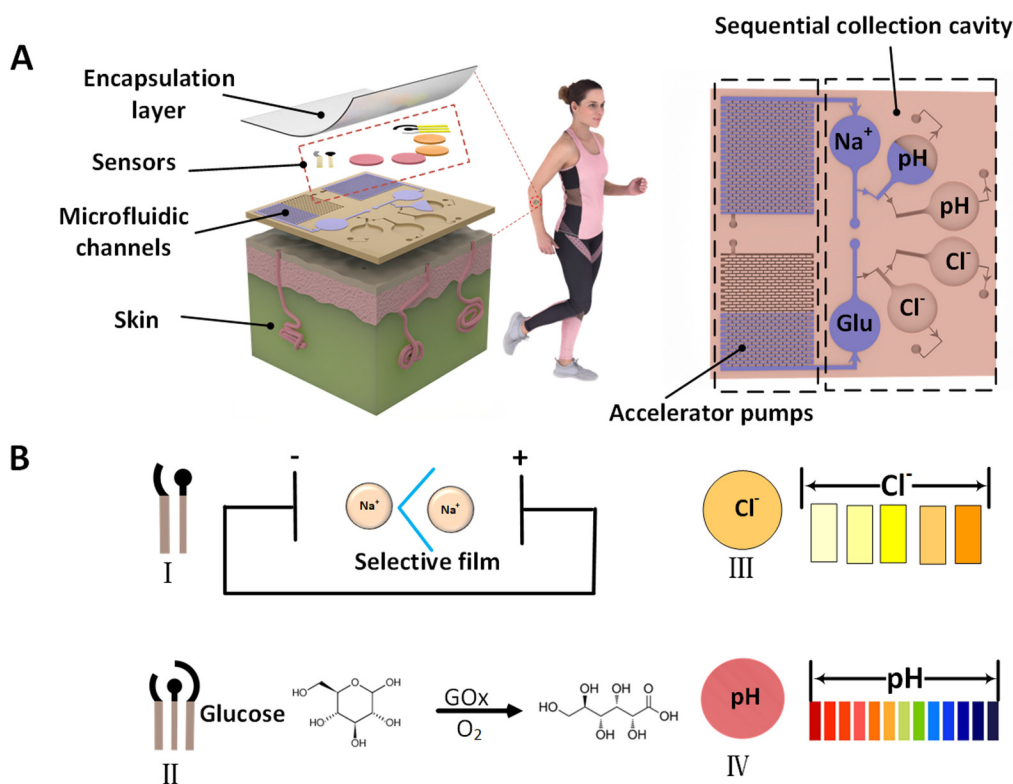 A
Encapsulation
layer
Sensors
Microfluidic
channels
Skin
Sequential collection cavity
Na⁺
pH
pH
Cl⁻
Cl⁻
Glu
Accelerator pumps
B
-
+
Na⁺
Na⁺
Selective film
I
Cl⁻
III
Cl⁻
II
Glucose
HO
O
OH
HO
OH
OH
GOx
O₂
OH
OH
O
HO
OH
OH
OH
pH
IV
pH